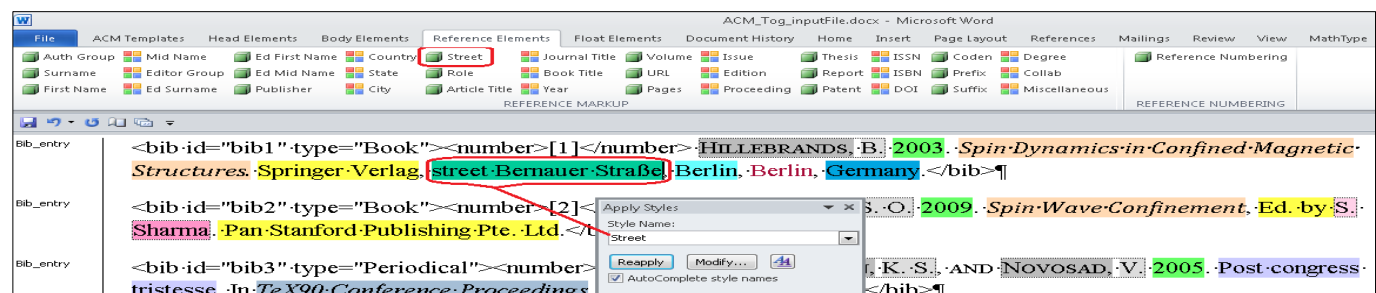 W ACM_Tog_inputFile.docx - Microsoft Word
File ACM Templates Head Elements Body Elements Reference Elements Float Elements Document History Home Insert Page Layout References Mailings Review View MathType
Auth Group Mid Name Ed First Name Country Street Journal Title Volume Issue Thesis ISSN Coden Degree Reference Numbering
Surname Editor Group Ed Mid Name State Role Book Title URL Edition Report ISBN Prefix Collab
First Name Ed Surname Publisher City Article Title Year Pages Proceeding Patent DOI Suffix Miscellaneous
REFERENCE MARKUP REFERENCE NUMBERING
Bib_entry <bib·id="bib1"·type="Book"><number>[1]</number>·HILLEBRANDS,·B.·2003.·Spin·Dynamics·in·Confined·Magnetic·
Structures.·Springer·Verlag,·street·Bernauer·Straße,·Berlin,·Berlin,·Germany.</bib>¶
Bib_entry <bib·id="bib2"·type="Book"><number>[2]< S.·O.·2009.·Spin·Wave·Confinement,·Ed.·by·S.·
Sharma.·Pan·Stanford·Publishing·Pte.·Ltd.</b
Apply Styles
Style Name:
Street
Reapply Modify...
AutoComplete style names
Bib_entry <bib·id="bib3"·type="Periodical"><number> ,·K.·S.,·AND·NOVOSAD,·V.·2005.·Post-congress·
tristesse.·In·TeX90·Conference·Proceedings </bib>¶